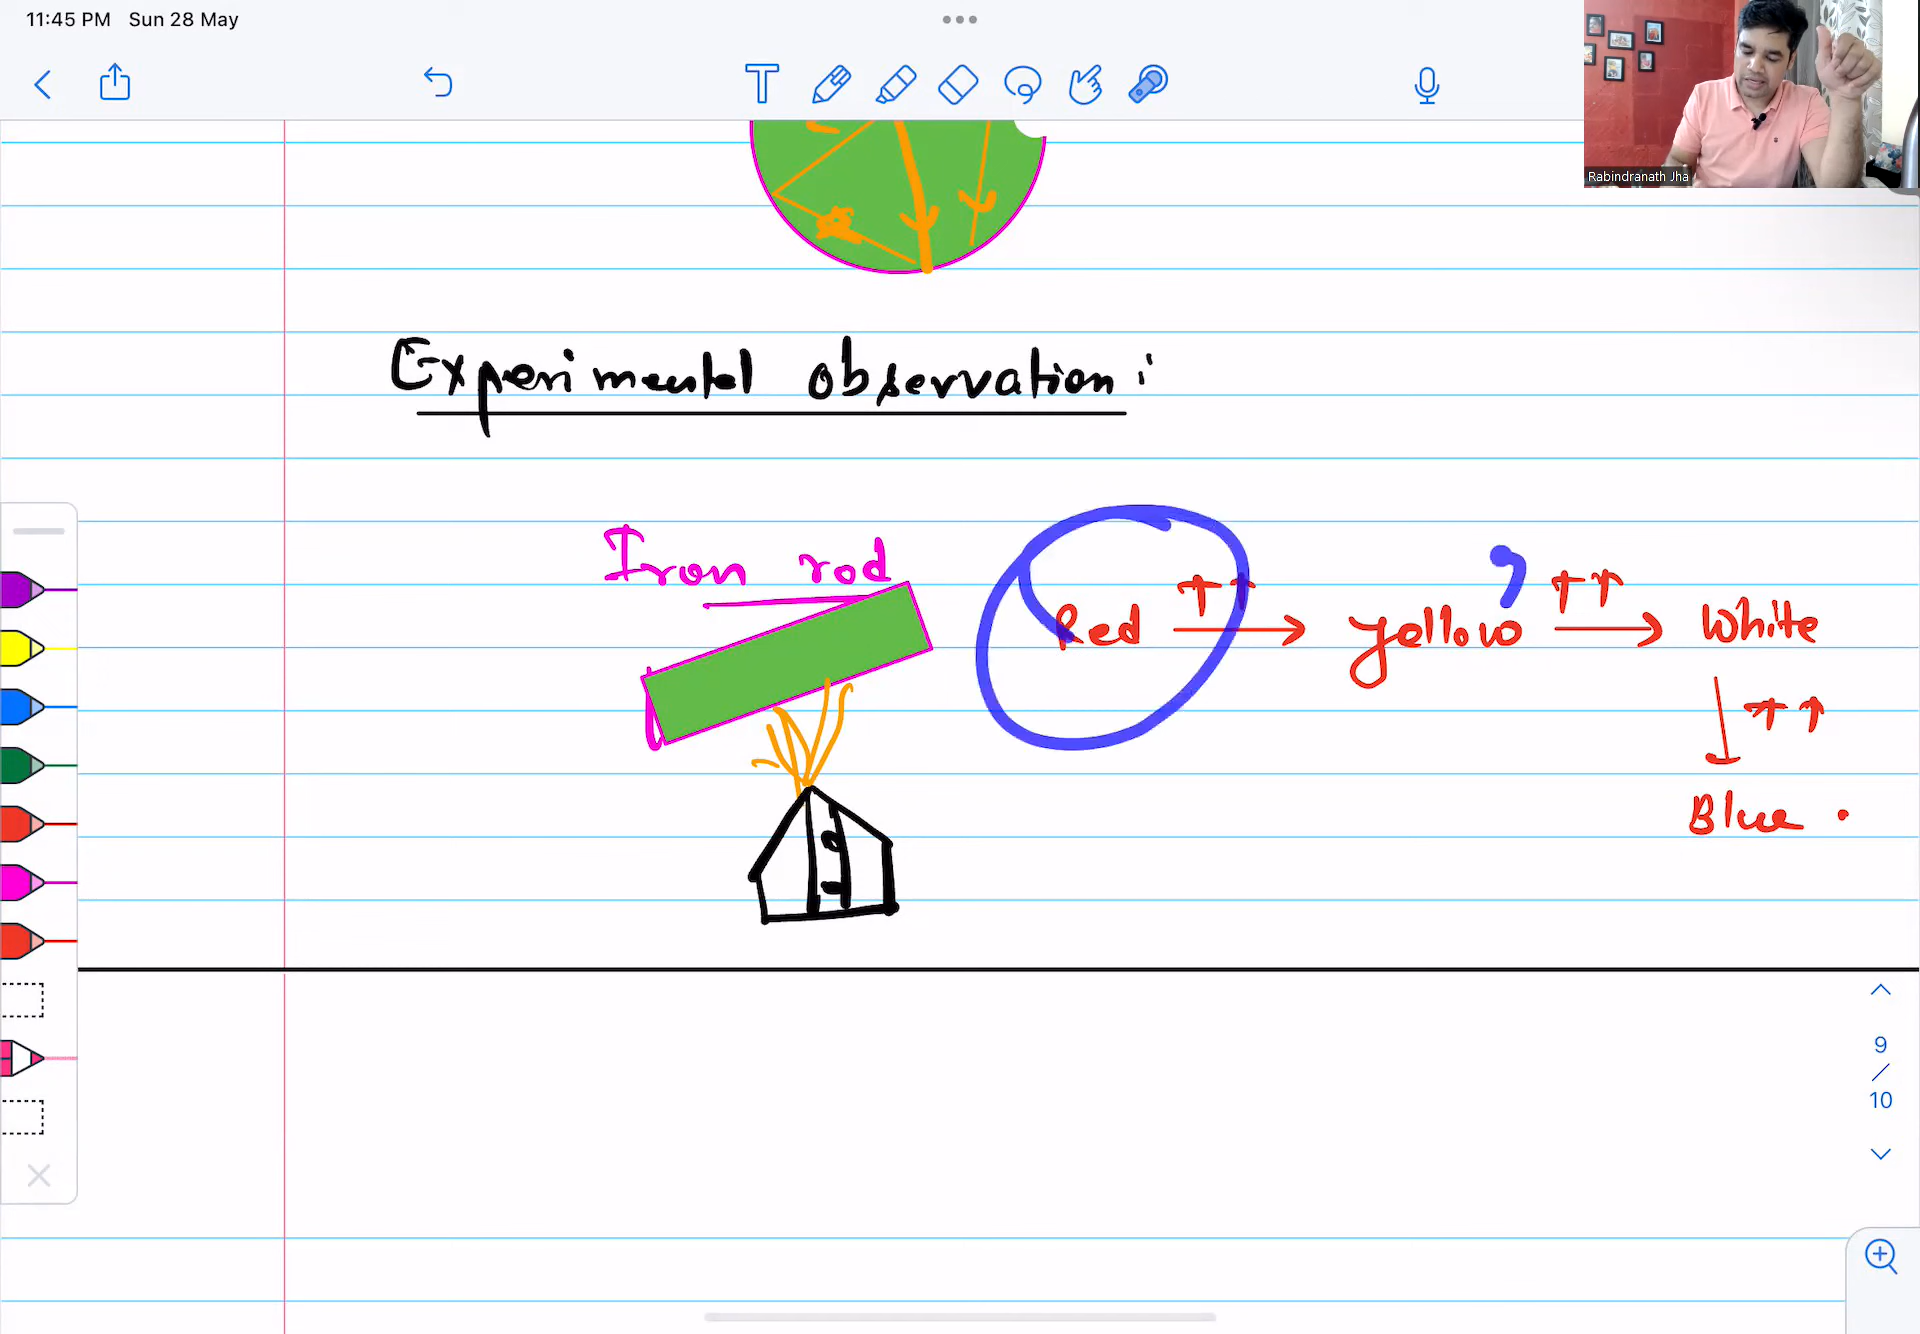 11:45 PM Sun 28 May
T
Rabindranath Jha
Experimental observation:
Iron rod
Red ↑↑ → yellow ↑↑ → White
↓ ↑↑
Blue .
9
/
10